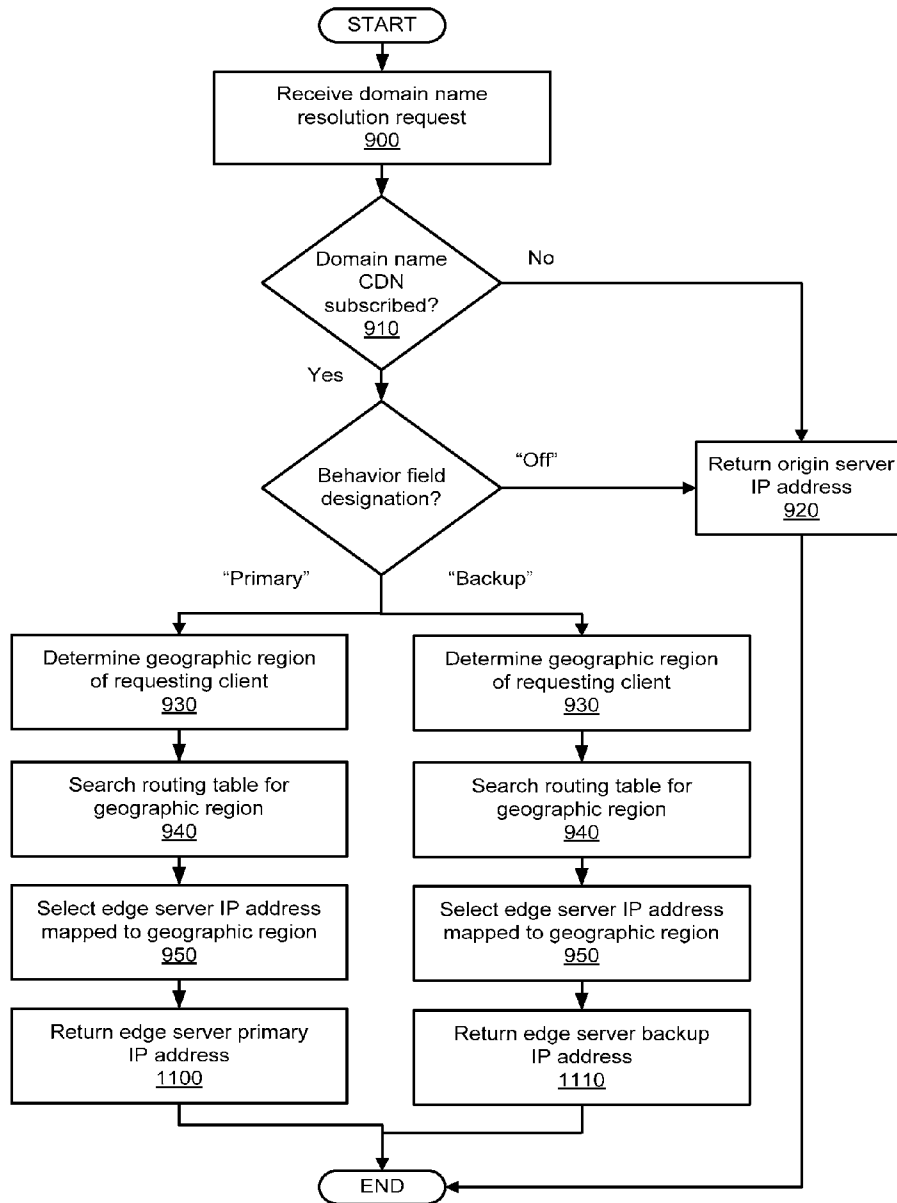 START
Receive domain name
resolution request
900
Domain name
CDN
subscribed?
910
No
Yes
Behavior field
designation?
"Off"
Return origin server
IP address
920
"Primary"
"Backup"
Determine geographic region
of requesting client
930
Search routing table for
geographic region
940
Select edge server IP address
mapped to geographic region
950
Return edge server primary
IP address
1100
Determine geographic region
of requesting client
930
Search routing table for
geographic region
940
Select edge server IP address
mapped to geographic region
950
Return edge server backup
IP address
1110
END